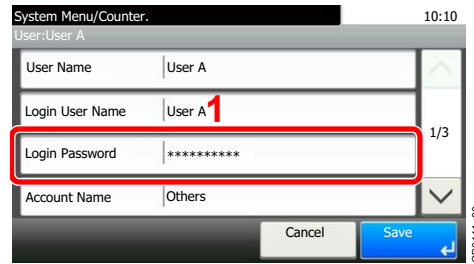 System Menu/Counter. 10:10
User:User A
User Name User A
Login User Name User A 1
1/3
Login Password **********
Account Name Others
Cancel Save